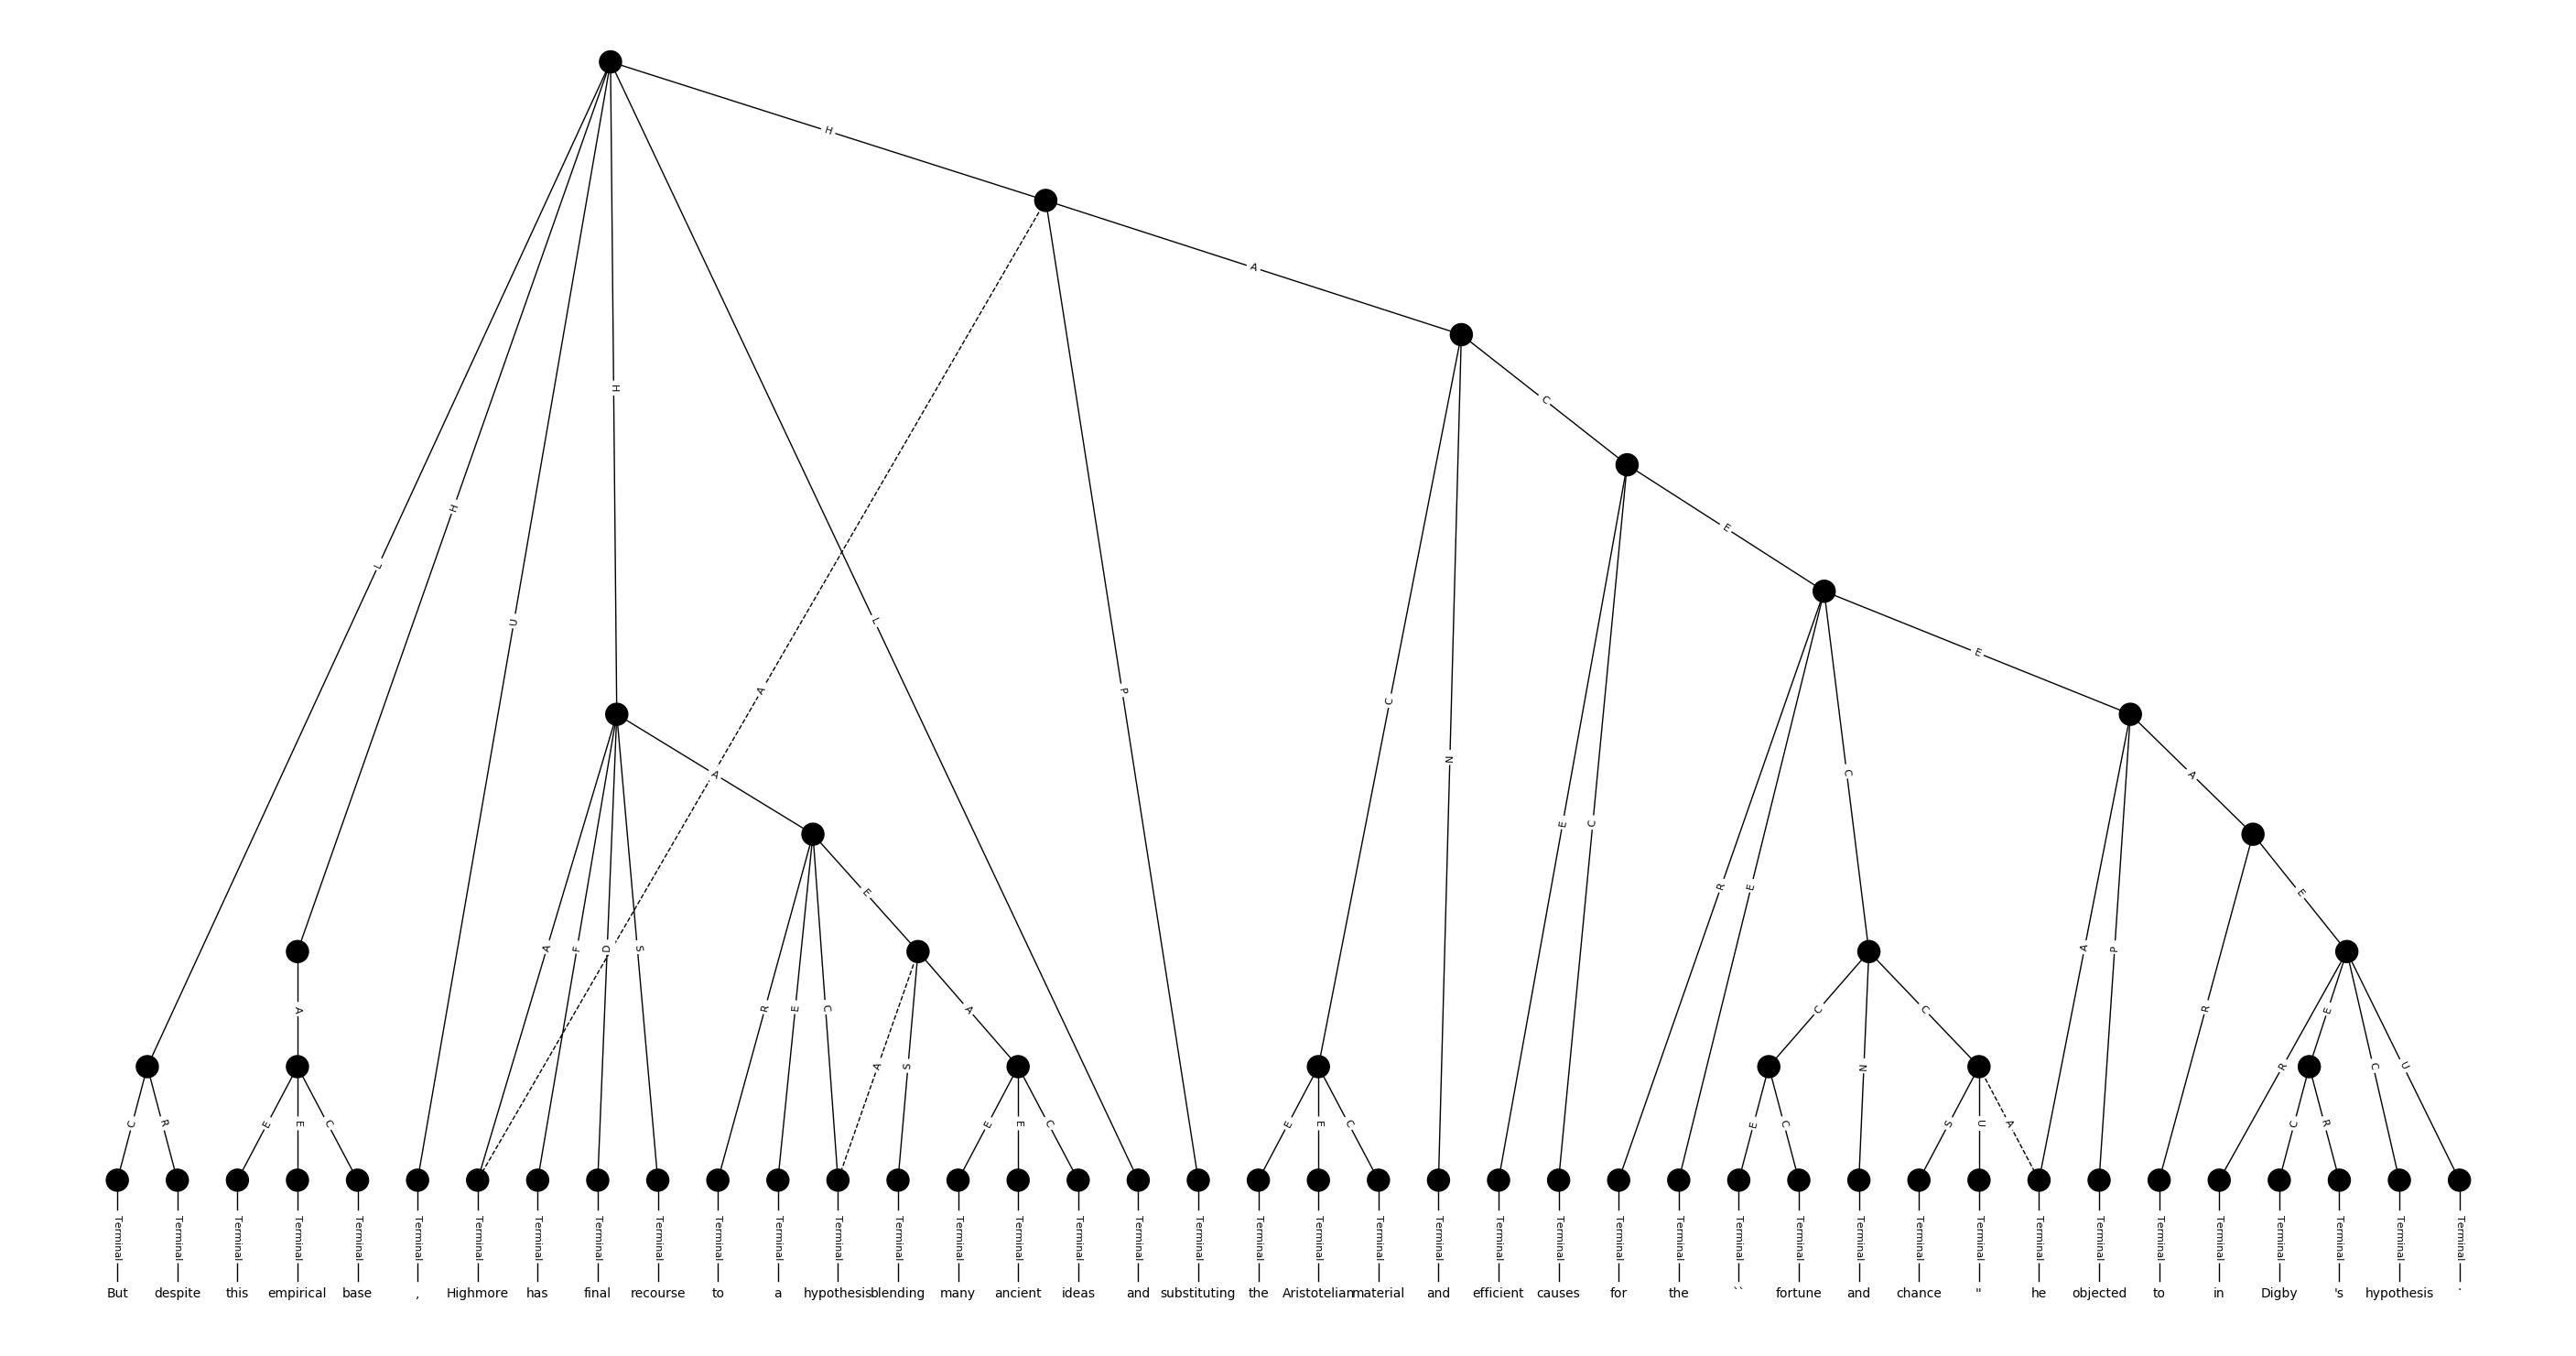 H
A
C
H
E
L
H
U
L
E
A
P
C
A
N
C
A
E
C
E
A
F
D
S
R
E
E
A
P
E
A
R
E
C
A
C
N
C
R
A
S
R
E
C
U
C
R
E
E
C
E
E
C
E
E
C
E
C
S
U
A
C
R
Terminal Terminal Terminal Terminal Terminal Terminal Terminal Terminal Terminal Terminal Terminal Terminal Terminal Terminal Terminal Terminal Terminal Terminal Terminal Terminal Terminal Terminal Terminal Terminal Terminal Terminal Terminal Terminal Terminal Terminal Terminal Terminal Terminal Terminal Terminal Terminal Terminal Terminal Terminal Terminal
But despite this empirical base , Highmore has final recourse to a hypothesis blending many ancient ideas and substituting the Aristotelian material and efficient causes for the `` fortune and chance " he objected to in Digby 's hypothesis .